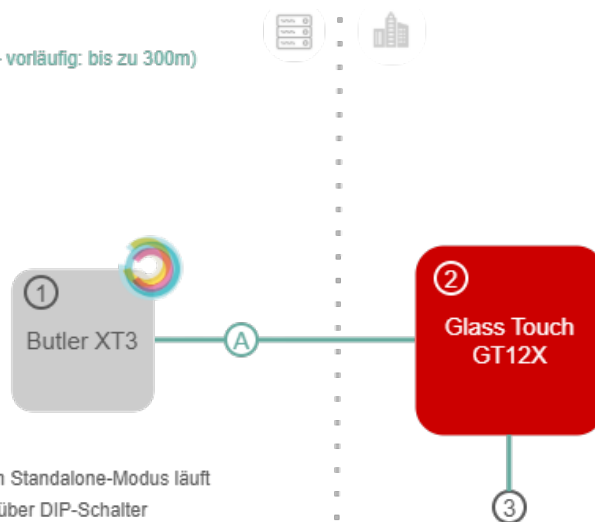 - vorläufig: bis zu 300m)
1
Butler XT3
A
2
Glass Touch
GT12X
Standalone-Modus läuft
über DIP-Schalter
3